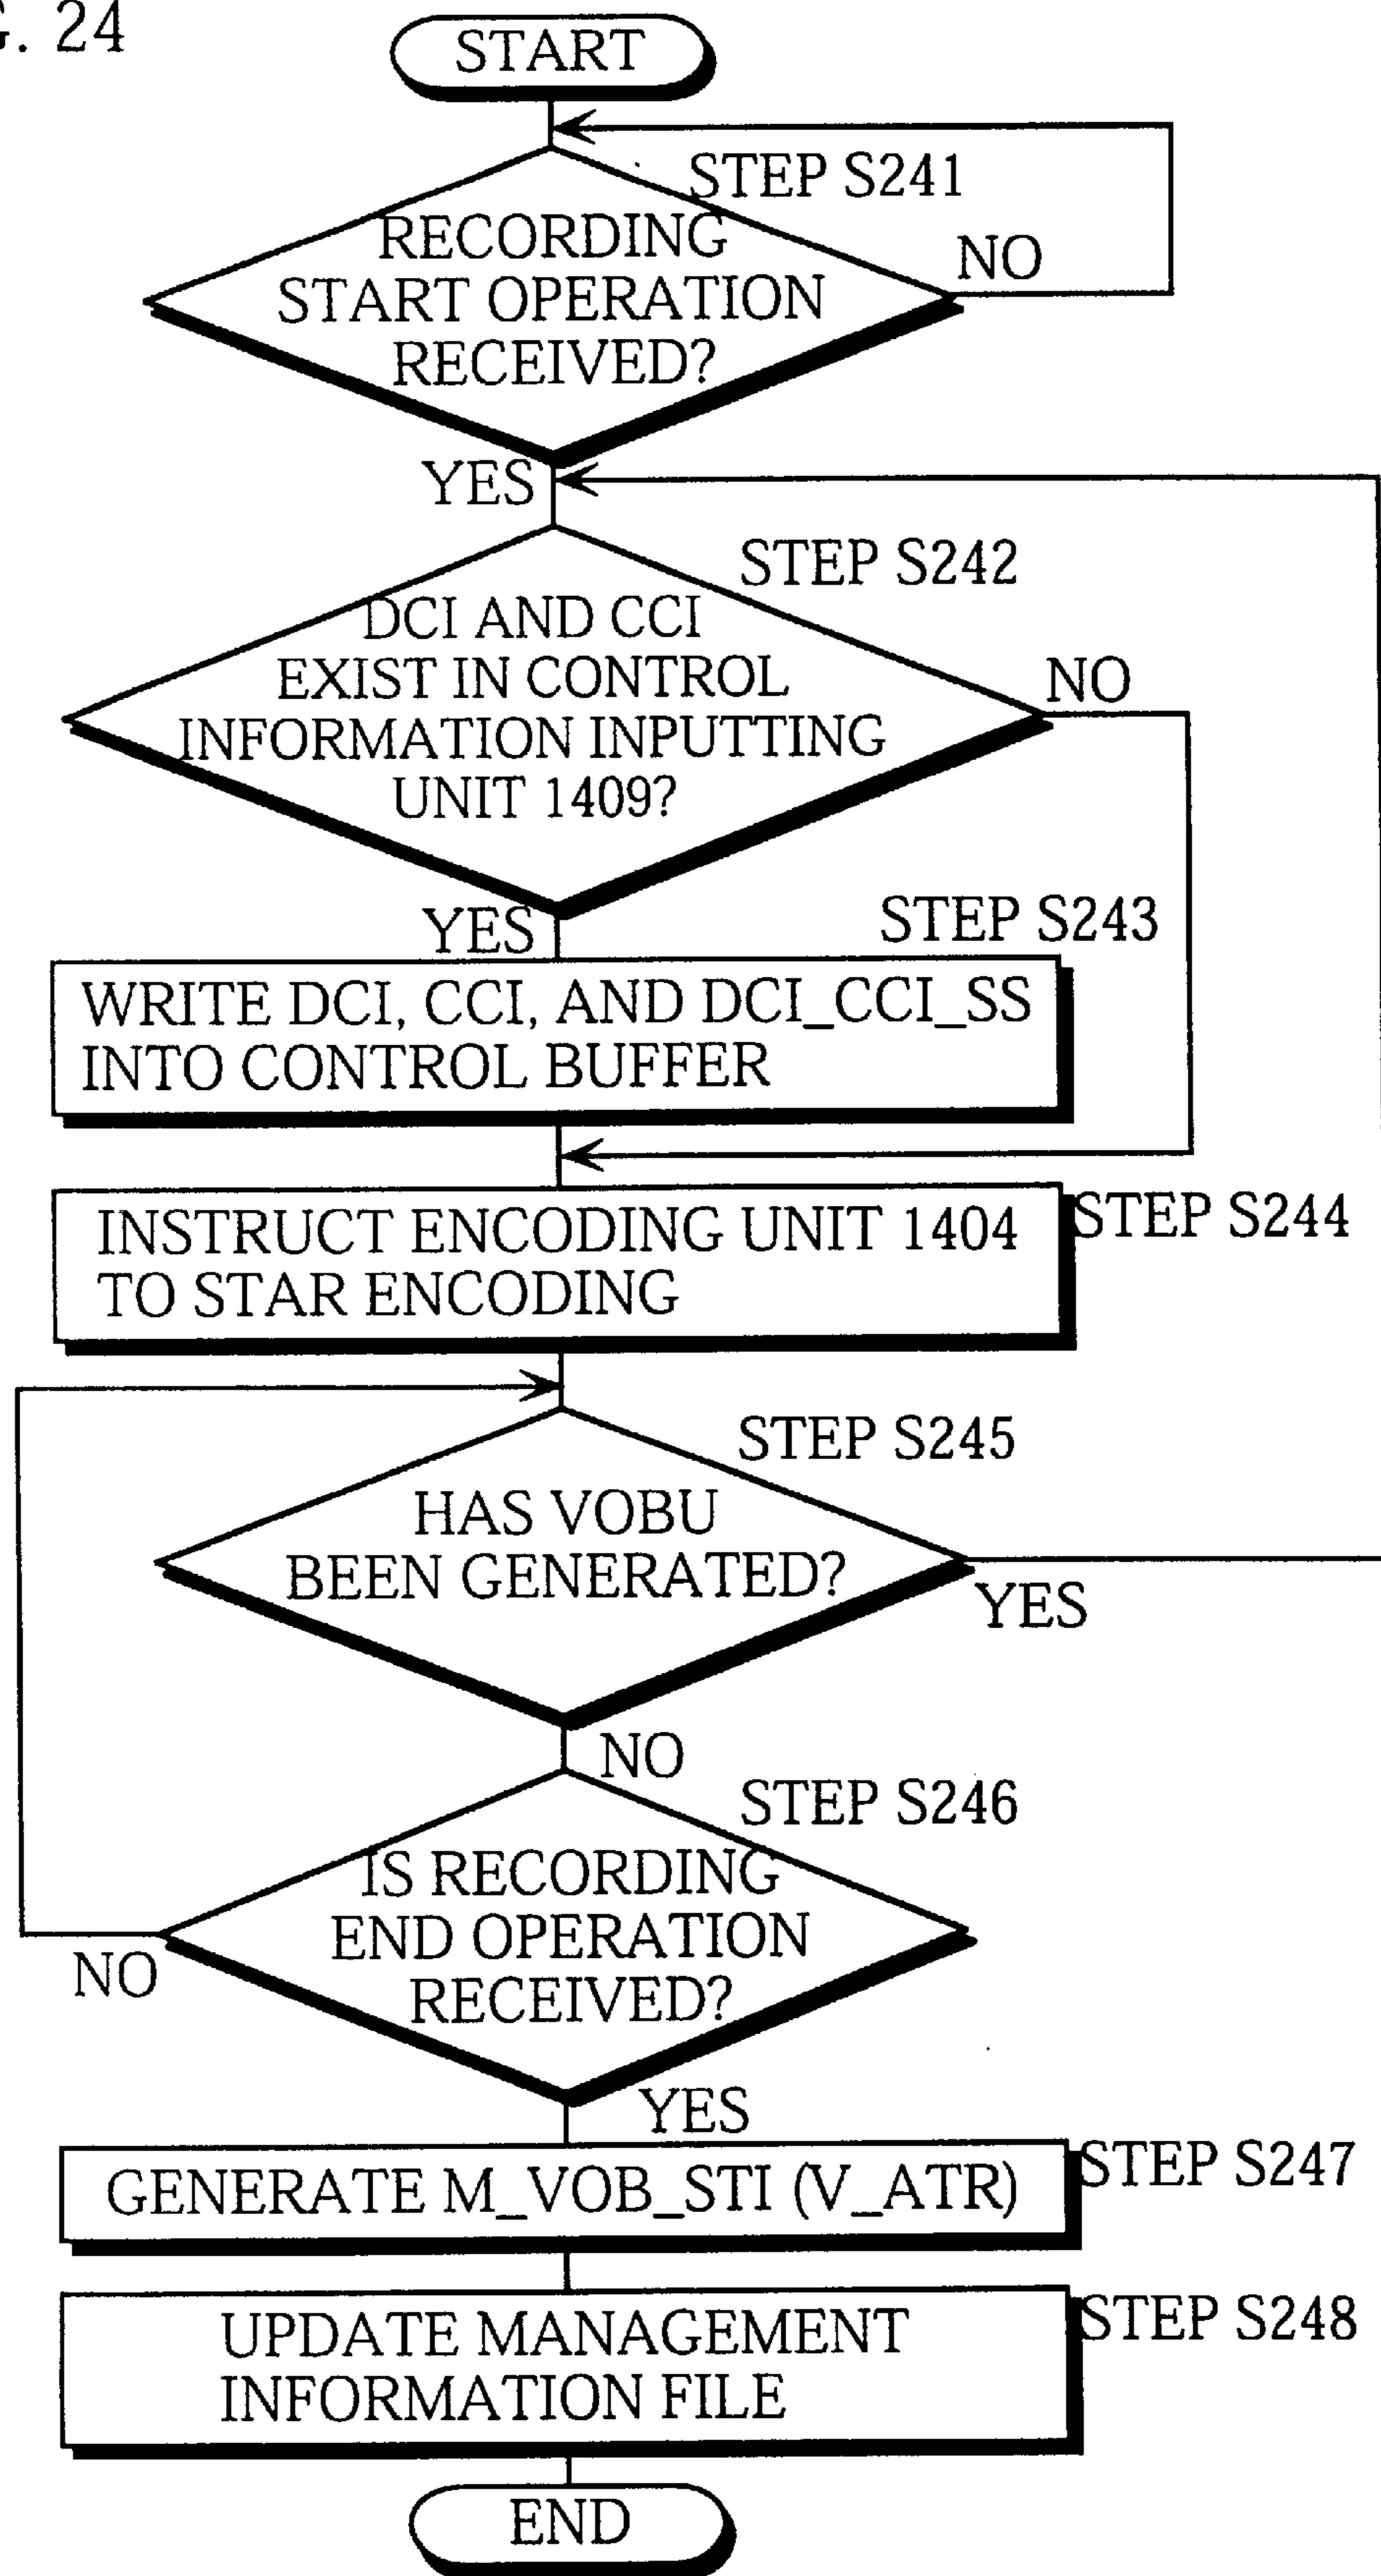 G. 24
START
STEP S241
RECORDING
START OPERATION
RECEIVED?
NO
YES
STEP S242
DCI AND CCI
EXIST IN CONTROL
INFORMATION INPUTTING
UNIT 1409?
NO
YES
STEP S243
WRITE DCI, CCI, AND DCI_CCI_SS
INTO CONTROL BUFFER
INSTRUCT ENCODING UNIT 1404
TO STAR ENCODING
STEP S244
STEP S245
HAS VOBU
BEEN GENERATED?
YES
NO
STEP S246
IS RECORDING
END OPERATION
RECEIVED?
NO
YES
GENERATE M_VOB_STI (V_ATR)
STEP S247
UPDATE MANAGEMENT
INFORMATION FILE
STEP S248
END